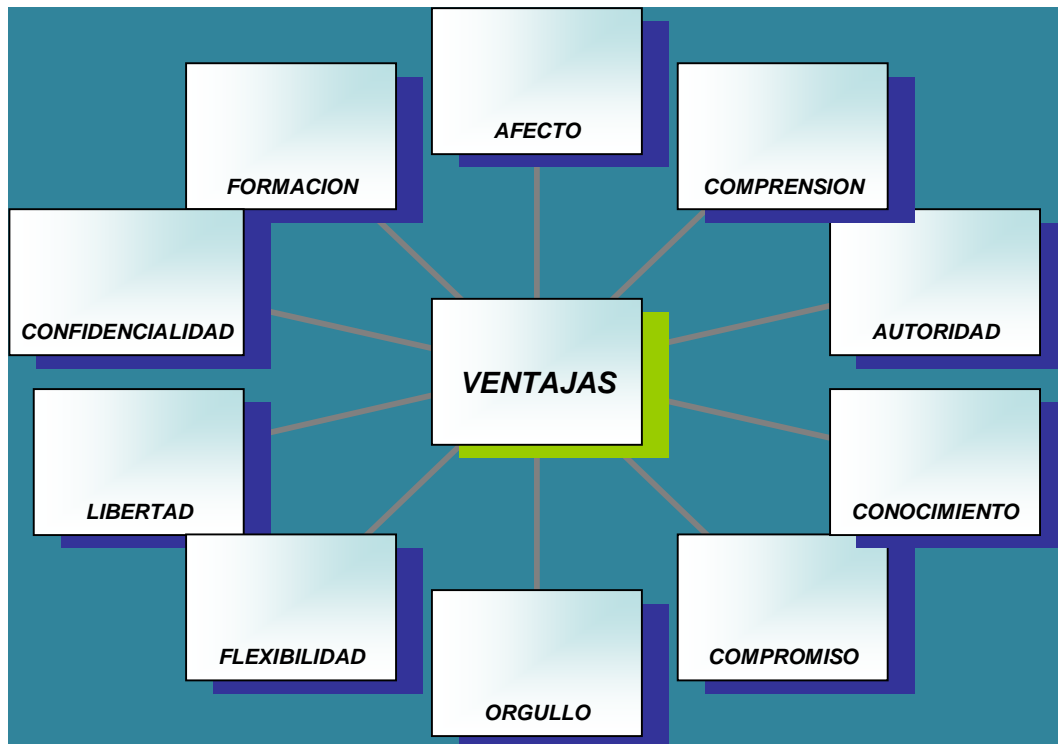 AFECTO
FORMACION
COMPRENSION
CONFIDENCIALIDAD
AUTORIDAD
VENTAJAS
LIBERTAD
CONOCIMIENTO
FLEXIBILIDAD
COMPROMISO
ORGULLO